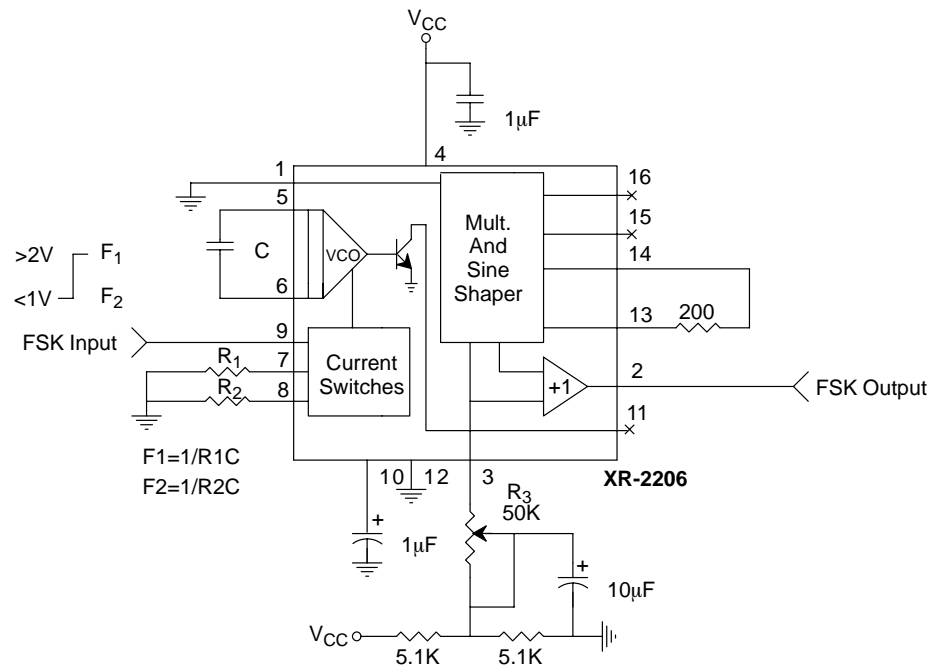 VCC
1μF
4
1
16
5
15
Mult.
And
Sine
Shaper
C
VCO
14
>2V
F1
<1V
F2
6
13
200
9
FSK Input
Current
Switches
R1
7
R2
8
+1
2
FSK Output
11
F1=1/R1C
F2=1/R2C
10
12
3
XR-2206
R3
50K
+
1μF
+
10μF
VCC
5.1K
5.1K